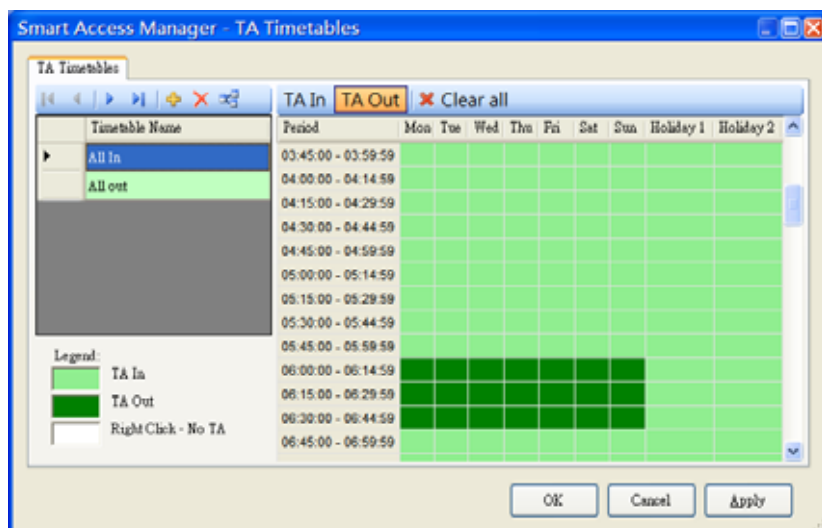 Smart Access Manager - TA Timetables
TA Timetables
TA In TA Out Clear all
Timetable Name
All In
All out
Period Mon Tue Wed Thu Fri Sat Sun Holiday 1 Holiday 2
03:45:00 - 03:59:59
04:00:00 - 04:14:59
04:15:00 - 04:29:59
04:30:00 - 04:44:59
04:45:00 - 04:59:59
05:00:00 - 05:14:59
05:15:00 - 05:29:59
05:30:00 - 05:44:59
05:45:00 - 05:59:59
06:00:00 - 06:14:59
06:15:00 - 06:29:59
06:30:00 - 06:44:59
06:45:00 - 06:59:59
Legend:
TA In
TA Out
Right Click - No TA
OK Cancel Apply